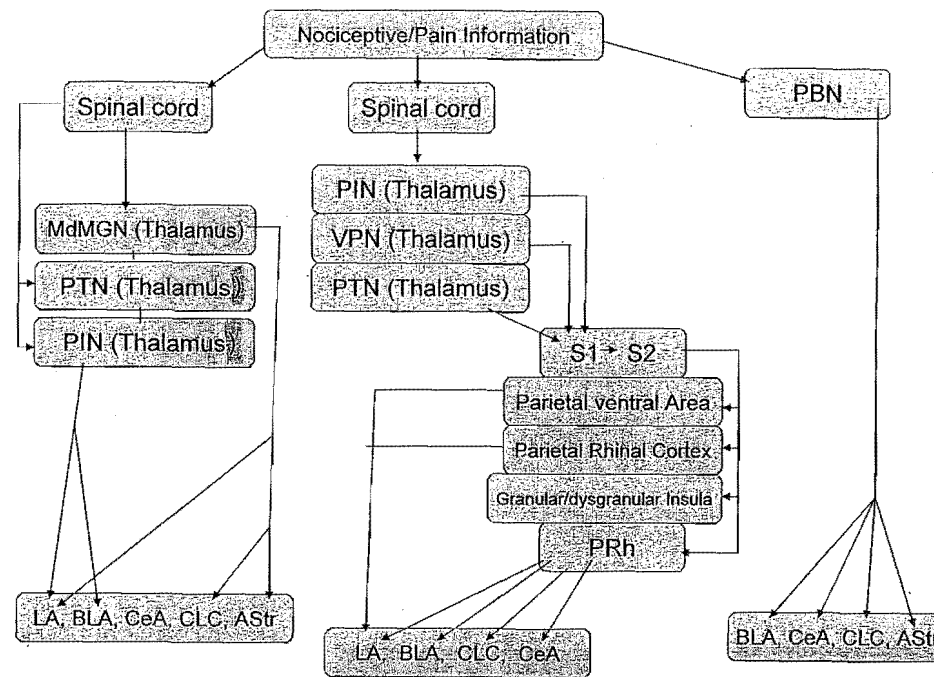 Nociceptive/Pain Information
Spinal cord
Spinal cord
PBN
MdMGN (Thalamus)
PTN (Thalamus)
PIN (Thalamus)
PIN (Thalamus)
VPN (Thalamus)
PTN (Thalamus)
S1 S2
Parietal ventral Area
Parietal Rhinal Cortex
Granular/dysgranular Insula
PRh
LA, BLA, CeA, CLC, AStr
LA, BLA, CLC, CeA
BLA, CeA, CLC, AStr